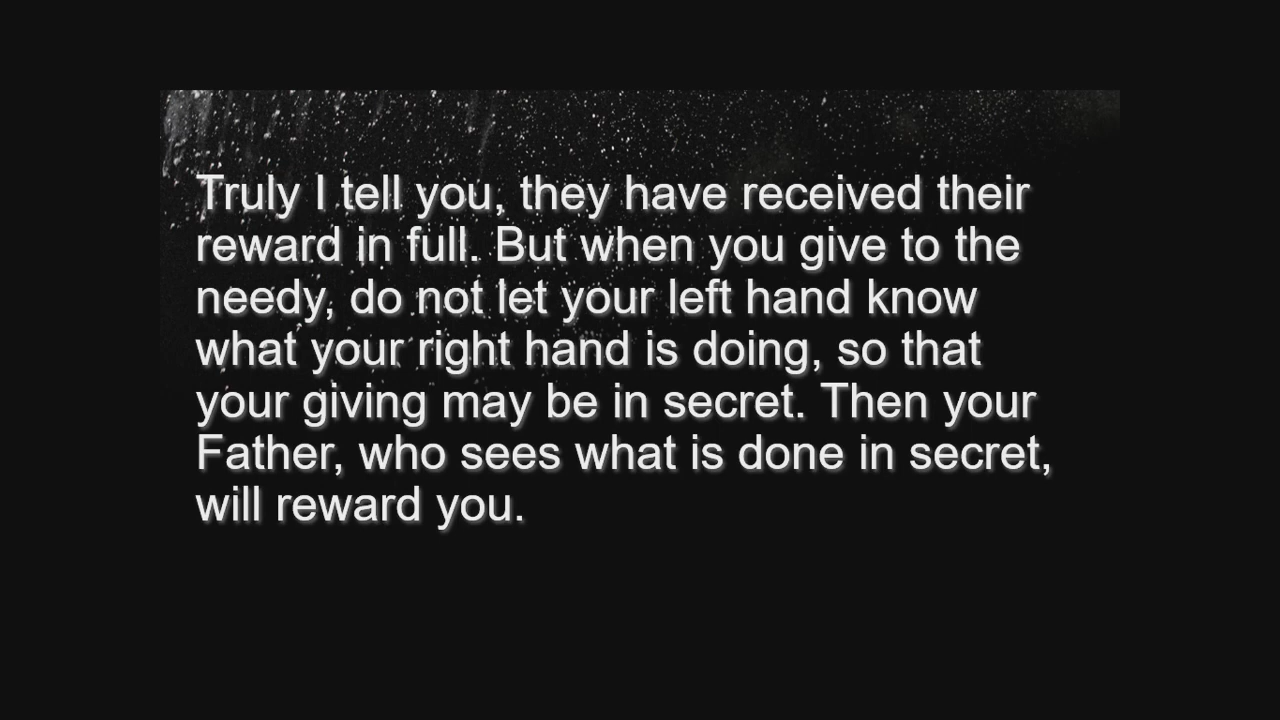 Truly I tell you, they have received their
reward in full. But when you give to the
needy, do not let your left hand know
what your right hand is doing, so that
your giving may be in secret. Then your
Father, who sees what is done in secret,
will reward you.